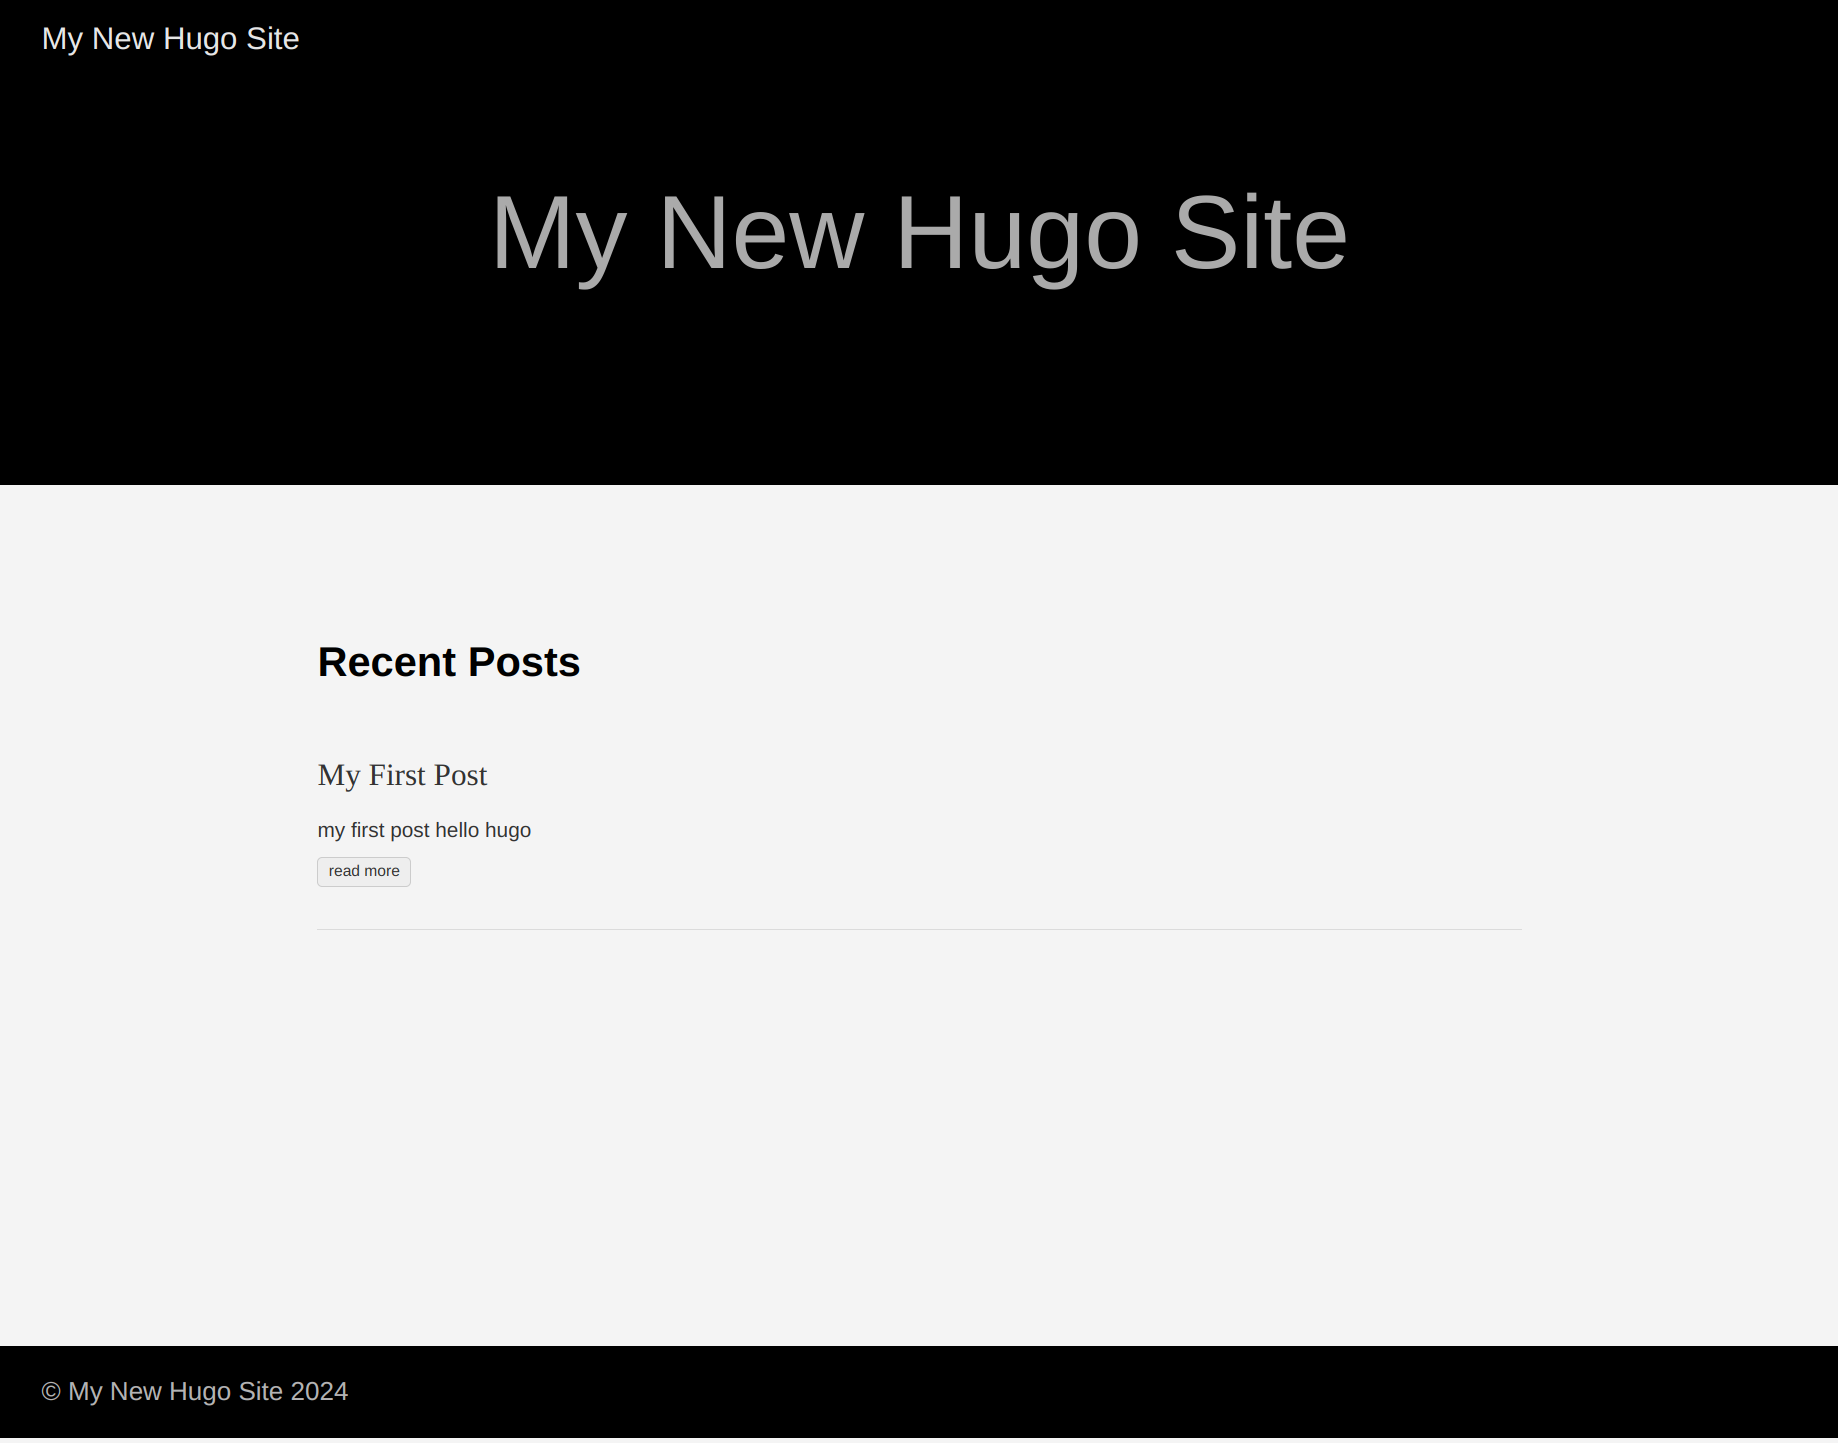 My New Hugo Site
My New Hugo Site
Recent Posts
My First Post
my first post hello hugo
read more
© My New Hugo Site 2024